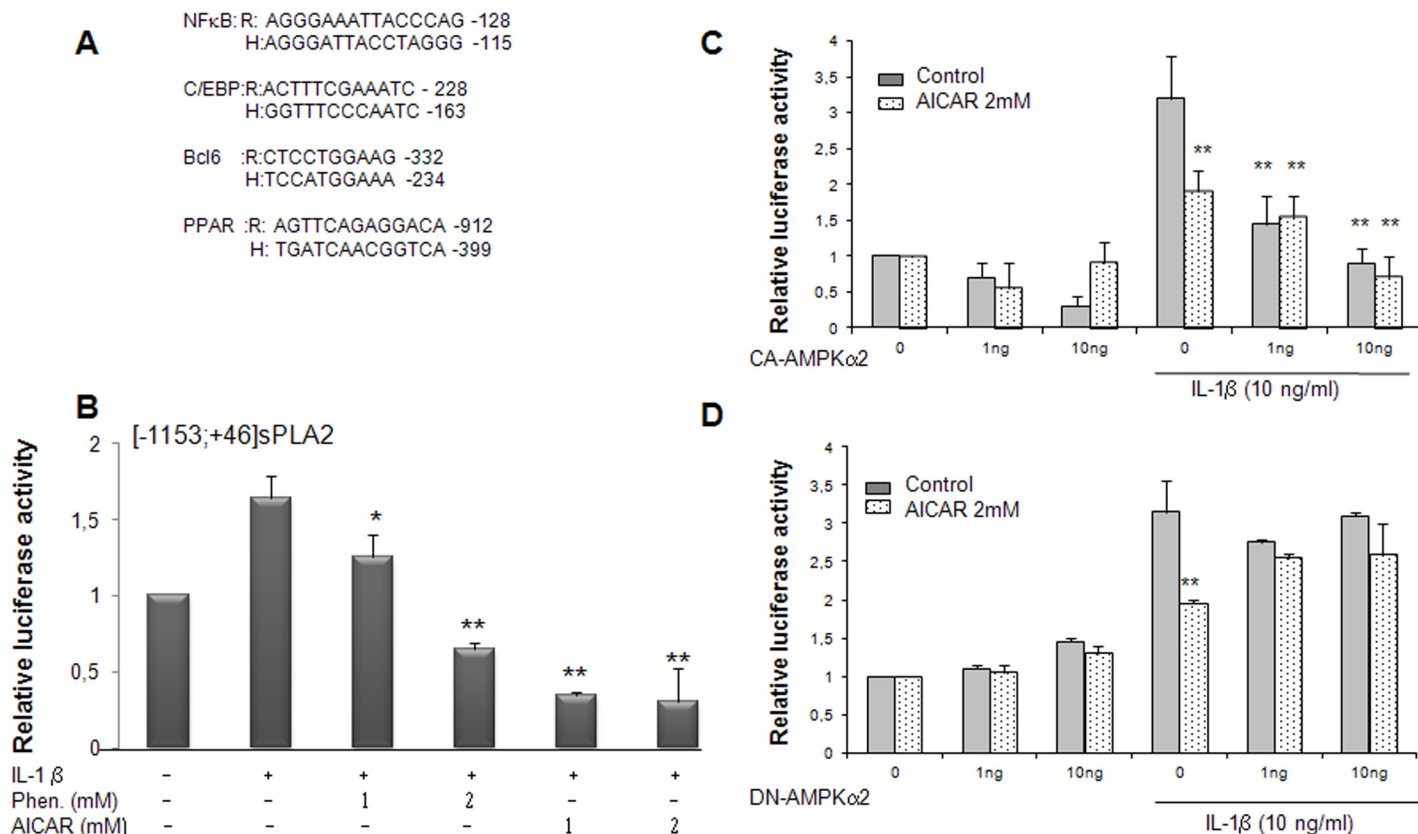 A
NFκB: R: AGGGAAATTACCCAG -128
H:AGGGATTACCTAGGG -115
C/EBP:R:ACTTTCGAAATC - 228
H:GGTTTCCCAATC -163
Bcl6 :R:CTCCTGGAAG -332
H:TCCATGGAAA -234
PPAR :R: AGTTCAGAGGACA -912
H: TGATCAACGGTCA -399
B
[-1153;+46]sPLA2
Relative luciferase activity
2
1,5
1
0,5
0
*
**
**
**
IL-1 β - + + + + +
Phen. (mM) - - 1 2 - -
AICAR (mM) - - - - 1 2
C
Relative luciferase activity
4
3,5
3
2,5
2
1,5
1
0,5
0
Control
AICAR 2mM
** ** ** ** **
CA-AMPKα2 0 1ng 10ng 0 1ng 10ng
IL-1β (10 ng/ml)
D
Relative luciferase activity
4
3.5
3
2.5
2
1.5
1
0.5
0
Control
AICAR 2mM
**
DN-AMPKα2 0 1ng 10ng 0 1ng 10ng
IL-1β (10 ng/ml)